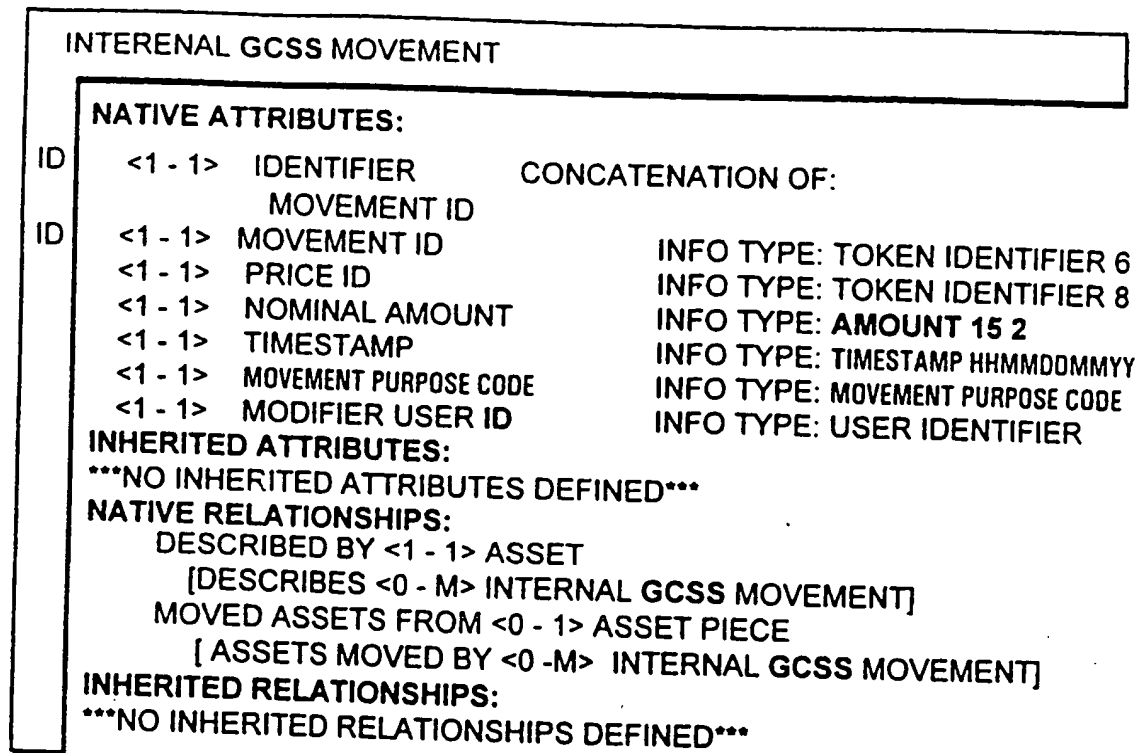 INTERENAL GCSS MOVEMENT
NATIVE ATTRIBUTES:
ID <1 - 1> IDENTIFIER CONCATENATION OF:
MOVEMENT ID
ID <1 - 1> MOVEMENT ID INFO TYPE: TOKEN IDENTIFIER 6
<1 - 1> PRICE ID INFO TYPE: TOKEN IDENTIFIER 8
<1 - 1> NOMINAL AMOUNT INFO TYPE: AMOUNT 15 2
<1 - 1> TIMESTAMP INFO TYPE: TIMESTAMP HHMMDDMMYY
<1 - 1> MOVEMENT PURPOSE CODE INFO TYPE: MOVEMENT PURPOSE CODE
<1 - 1> MODIFIER USER ID INFO TYPE: USER IDENTIFIER
INHERITED ATTRIBUTES:
***NO INHERITED ATTRIBUTES DEFINED***
NATIVE RELATIONSHIPS:
DESCRIBED BY <1 - 1> ASSET
[DESCRIBES <0 - M> INTERNAL GCSS MOVEMENT]
MOVED ASSETS FROM <0 - 1> ASSET PIECE
[ ASSETS MOVED BY <0 -M> INTERNAL GCSS MOVEMENT]
INHERITED RELATIONSHIPS:
***NO INHERITED RELATIONSHIPS DEFINED***